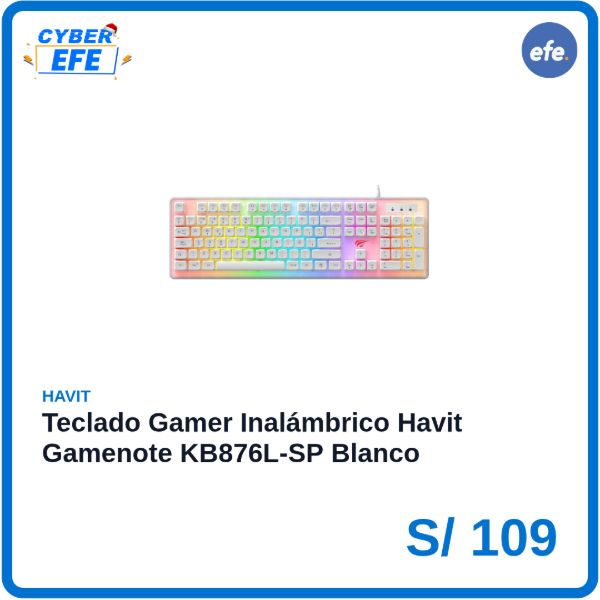 CYBER
EFE
efe.
HAVIT
Teclado Gamer Inalámbrico Havit
Gamenote KB876L-SP Blanco
S/ 109